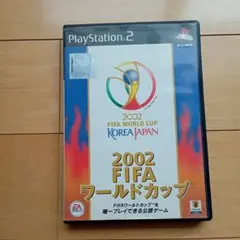 PlayStation 2
2002
FIFA WORLD CUP
KOREA JAPAN
2002
FIFA
ワールドカップ
FIFAワールドカップを
唯一プレイできる公認ゲーム
EA
SPORTS